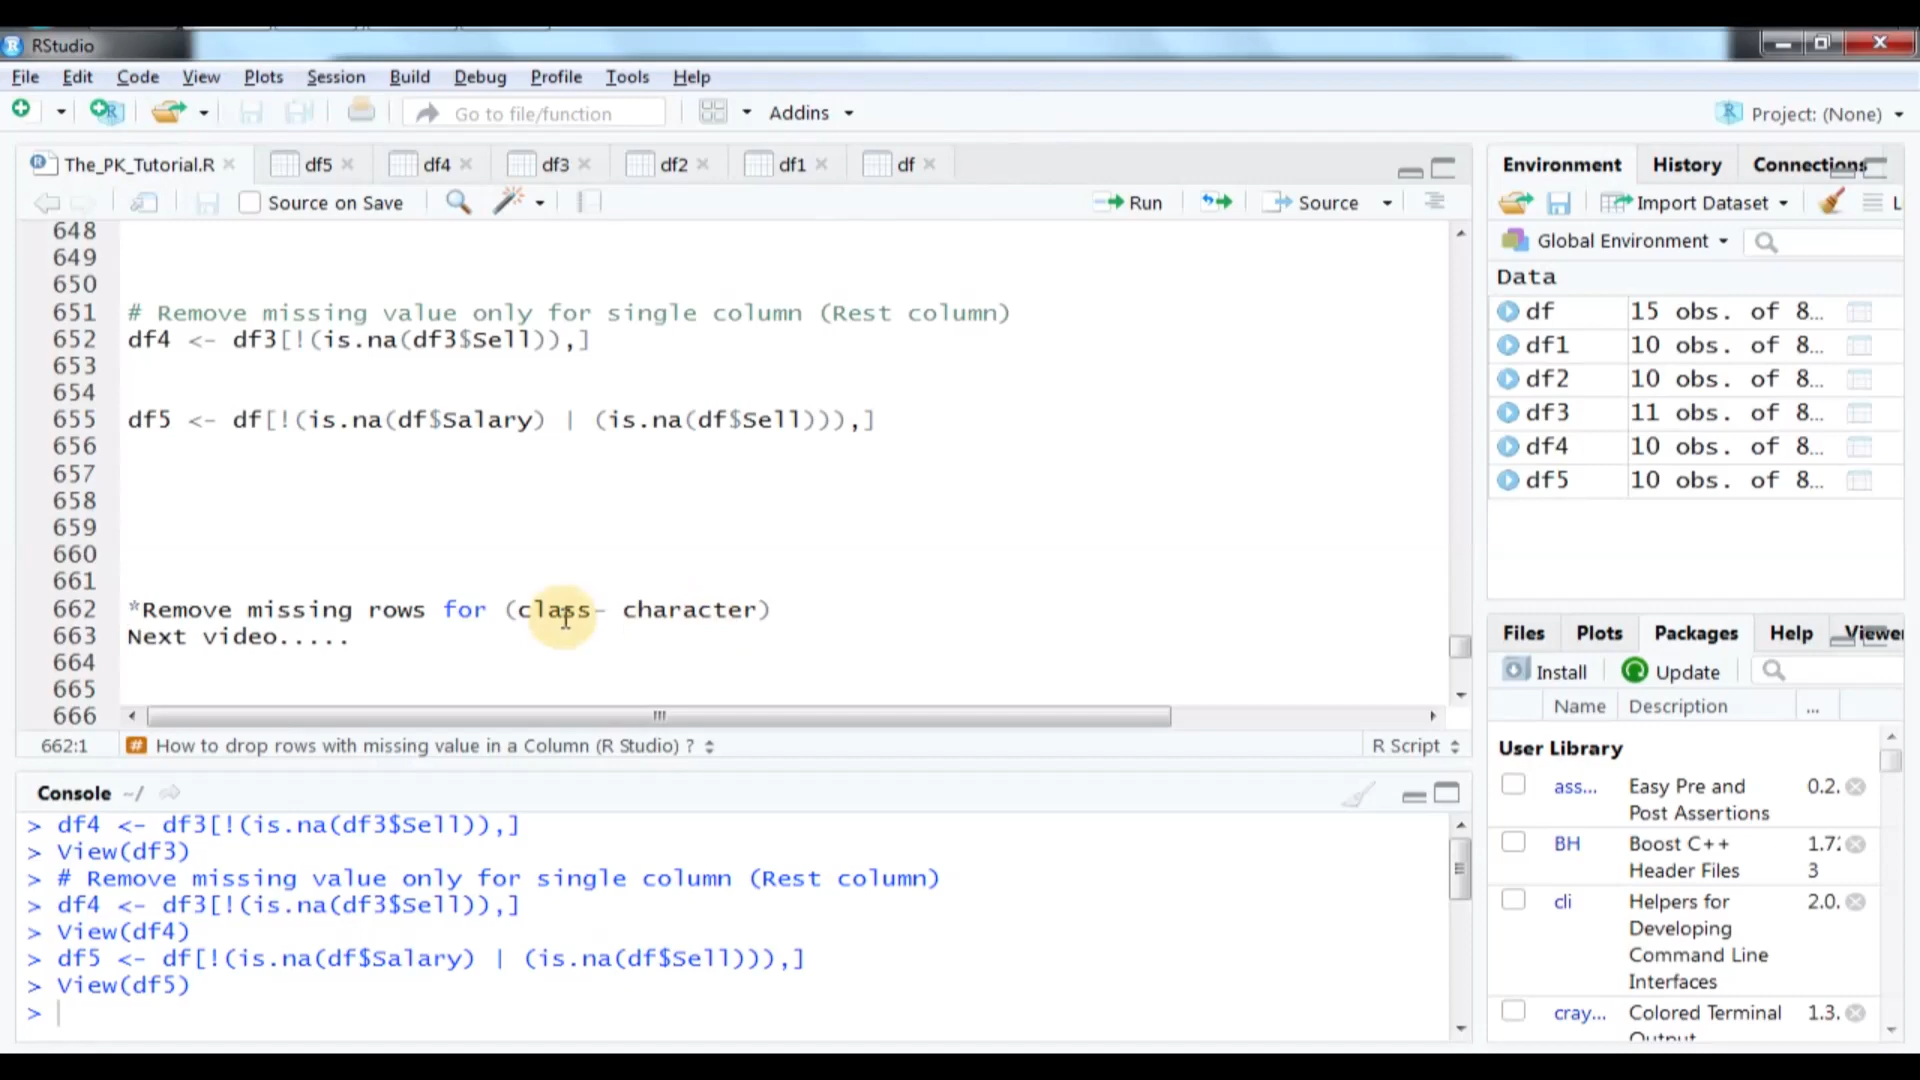 RStudio
File Edit Code View Plots Session Build Debug Profile Tools Help
Go to file/function Addins Project: (None)
The_PK_Tutorial.R df5 df4 df3 df2 df1 df
Source on Save Run Source
648
649
650
651 # Remove missing value only for single column (Rest column)
652 df4 <- df3[!(is.na(df3$Sell)),]
653
654
655 df5 <- df[!(is.na(df$Salary) | (is.na(df$Sell))),]
656
657
658
659
660
661
662 *Remove missing rows for (class- character)
663 Next video.....
664
665
666
662:1 # How to drop rows with missing value in a Column (R Studio) ? R Script
Console ~/
> df4 <- df3[!(is.na(df3$Sell)),]
> View(df3)
> # Remove missing value only for single column (Rest column)
> df4 <- df3[!(is.na(df3$Sell)),]
> View(df4)
> df5 <- df[!(is.na(df$Salary) | (is.na(df$Sell))),]
> View(df5)
>
Environment History Connections
Import Dataset L
Global Environment
Data
df 15 obs. of 8...
df1 10 obs. of 8...
df2 10 obs. of 8...
df3 11 obs. of 8...
df4 10 obs. of 8...
df5 10 obs. of 8...
Files Plots Packages Help Viewer
Install Update
Name Description ...
User Library
ass... Easy Pre and Post Assertions 0.2.
BH Boost C++ Header Files 1.7. 3
cli Helpers for Developing Command Line Interfaces 2.0.
cray... Colored Terminal Output 1.3.